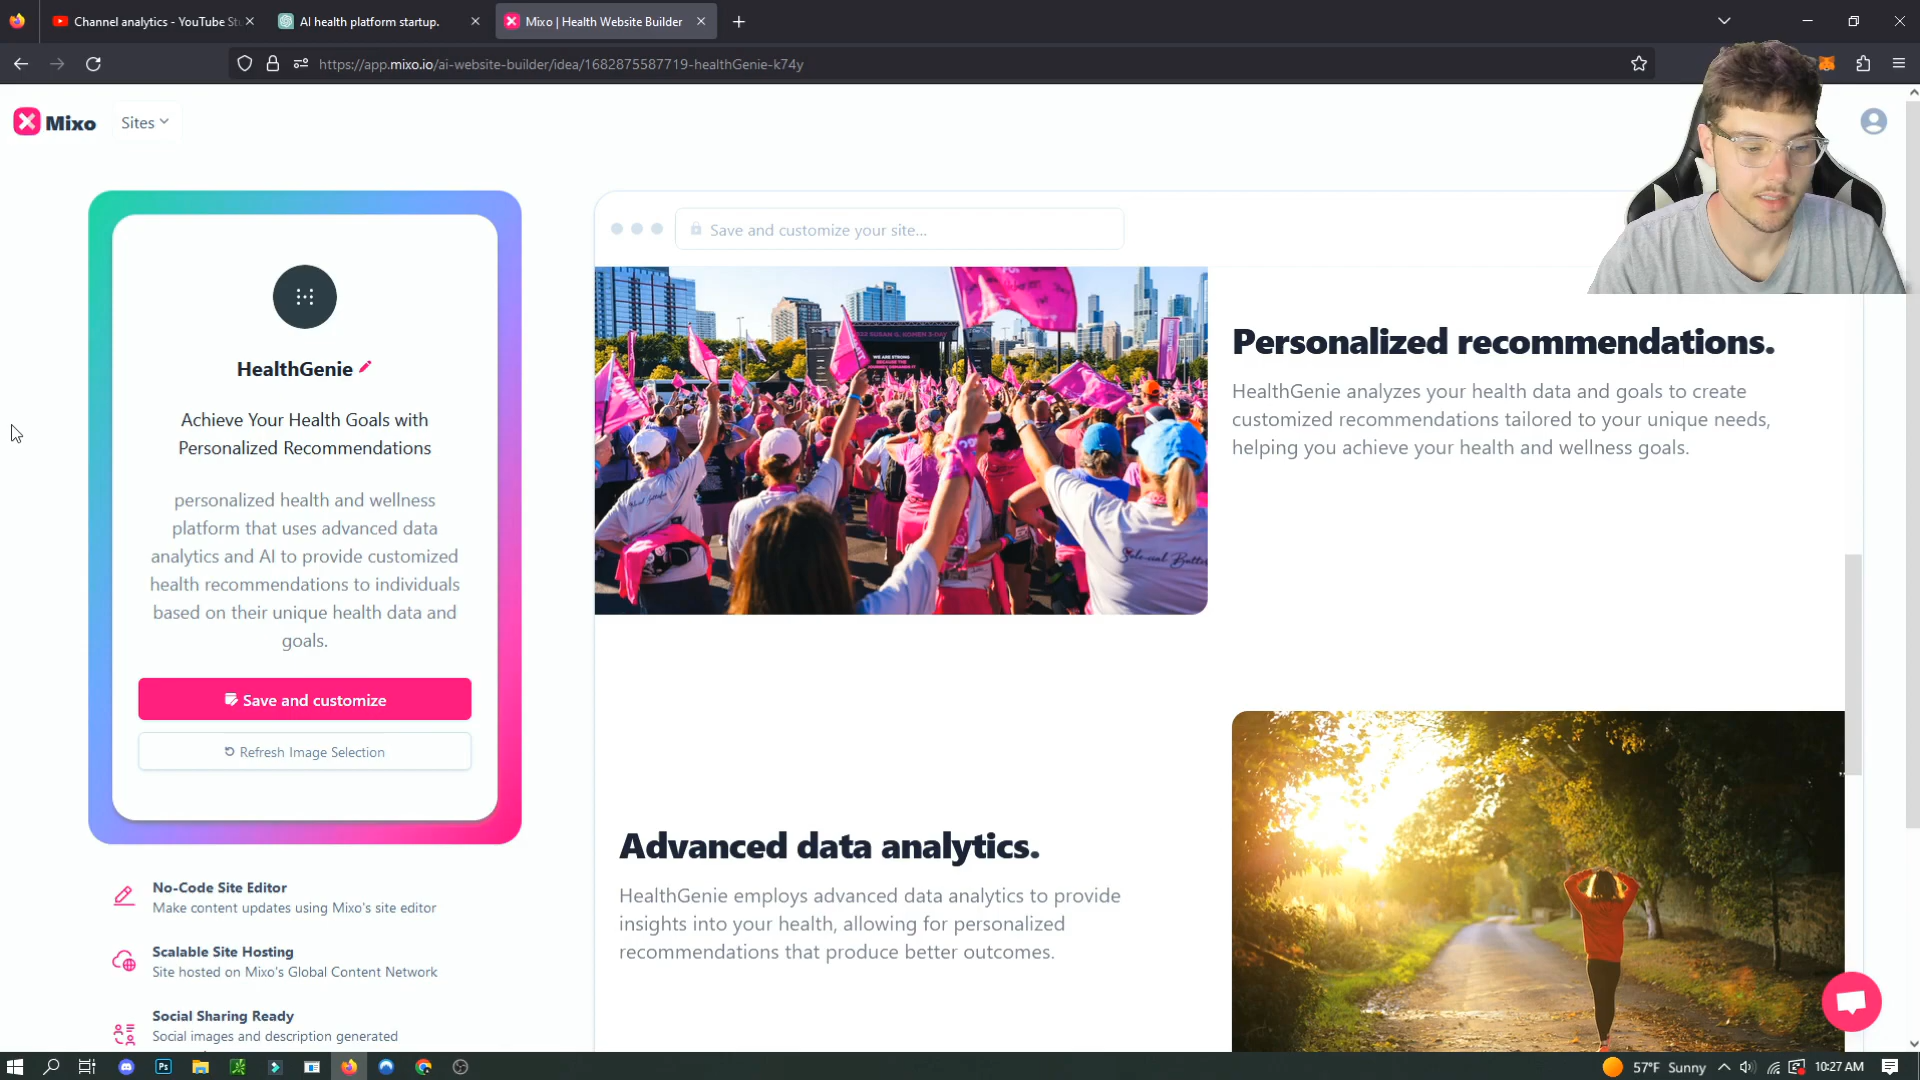 Channel analytics - YouTube St
AI health platform startup.
Mixo | Health Website Builder
https://app.mixo.io/ai-website-builder/idea/1682875587719-healthGenie-k74y
Mixo
Sites
Save and customize your site...
HealthGenie
Achieve Your Health Goals with
Personalized Recommendations
personalized health and wellness
platform that uses advanced data
analytics and AI to provide customized
health recommendations to individuals
based on their unique health data and
goals.
Save and customize
Refresh Image Selection
No-Code Site Editor
Make content updates using Mixo's site editor
Scalable Site Hosting
Site hosted on Mixo's Global Content Network
Social Sharing Ready
Social images and description generated
WE ARE STRONG
BECAUSE THE
Personalized recommendations.
HealthGenie analyzes your health data and goals to create
customized recommendations tailored to your unique needs,
helping you achieve your health and wellness goals.
Advanced data analytics.
HealthGenie employs advanced data analytics to provide
insights into your health, allowing for personalized
recommendations that produce better outcomes.
Ps
57°F Sunny
10:27 AM